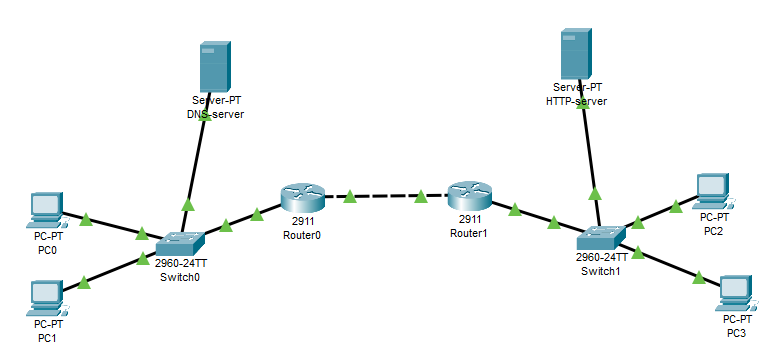 Server-PT
DNS-server
Server-PT
HTTP-server
PC-PT
PC0
2911
Router0
2911
Router1
PC-PT
PC2
2960-24TT
Switch0
2960-24TT
Switch1
PC-PT
PC1
PC-PT
PC3